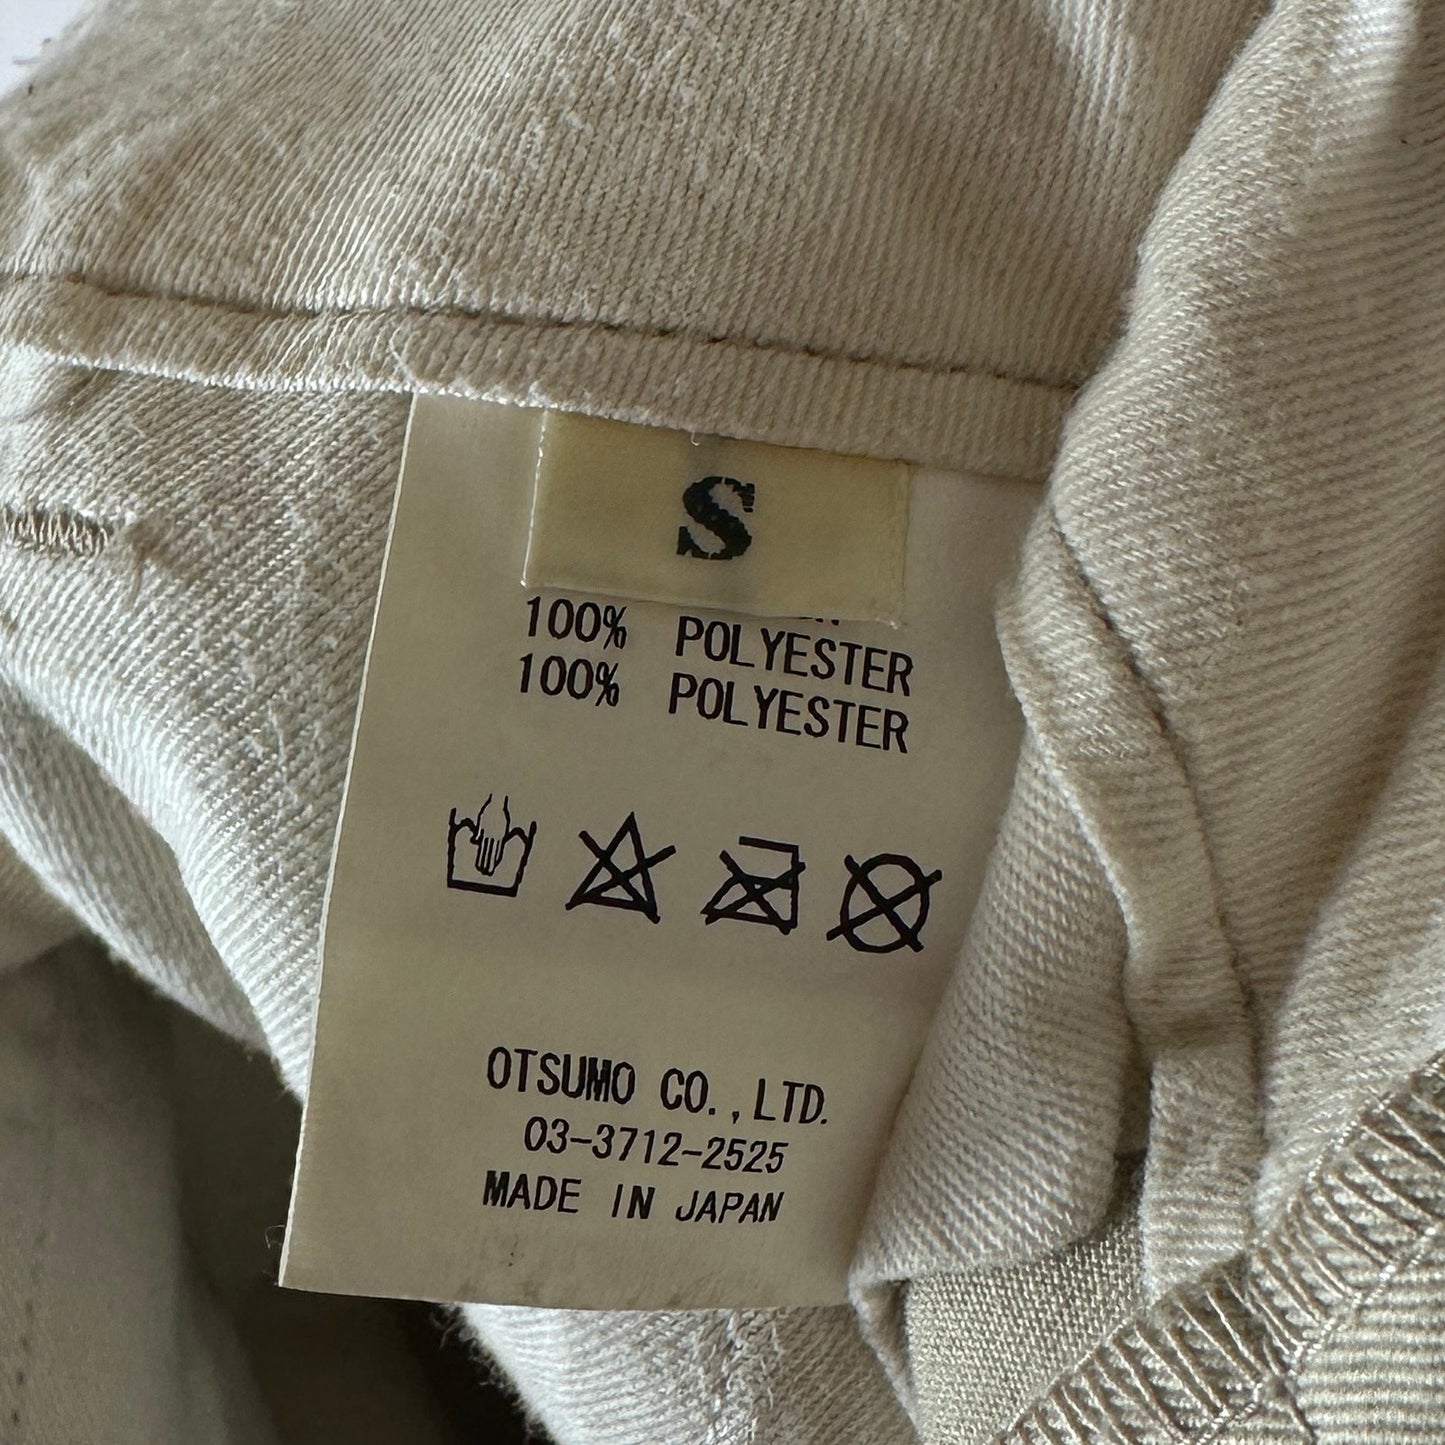 S
100% POLYESTER
100% POLYESTER
OTSUMO CO.,LTD.
03-3712-2525
MADE IN JAPAN